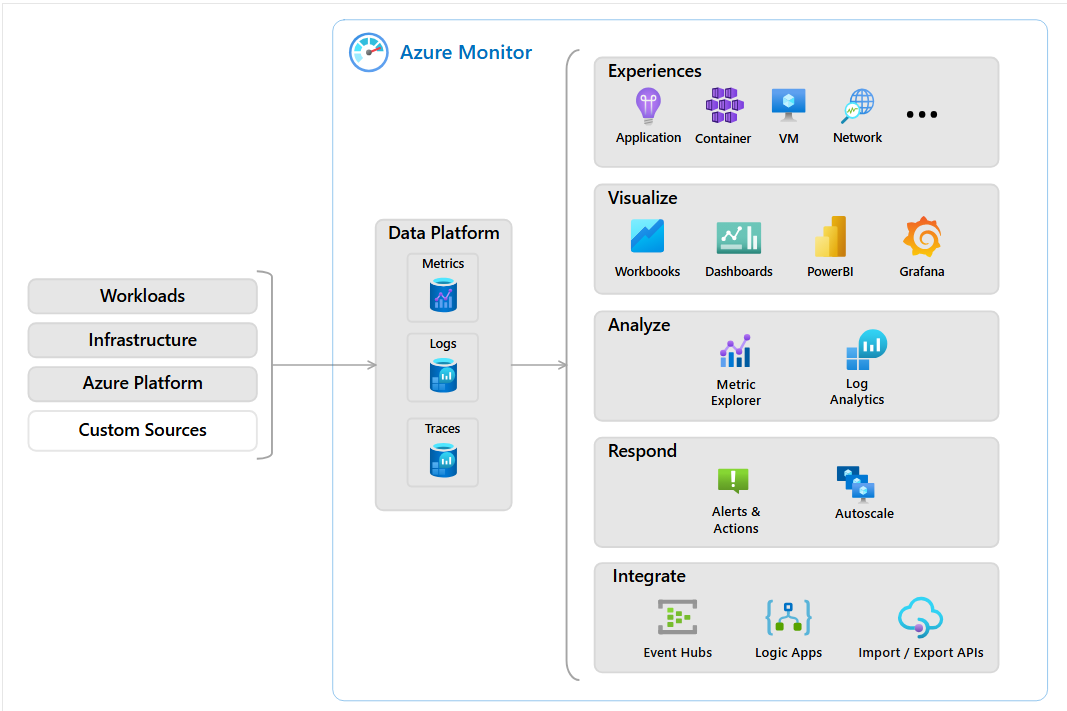 Azure Monitor
Workloads
Infrastructure
Azure Platform
Custom Sources
Data Platform
Metrics
Logs
Traces
Experiences
Application
Container
VM
Network
Visualize
Workbooks
Dashboards
PowerBI
Grafana
Analyze
Metric
Explorer
Log
Analytics
Respond
Alerts &
Actions
Autoscale
Integrate
Event Hubs
Logic Apps
Import / Export APIs